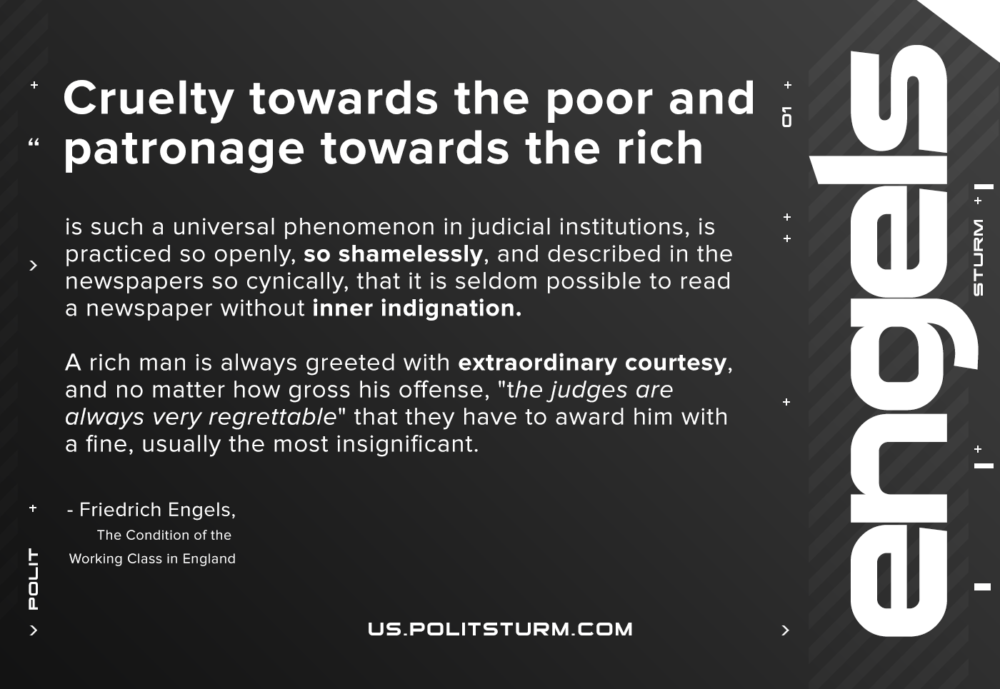 Cruelty towards the poor and
patronage towards the rich
“
is such a universal phenomenon in judicial institutions, is
practiced so openly, so shamelessly, and described in the
newspapers so cynically, that it is seldom possible to read
a newspaper without inner indignation.
A rich man is always greeted with extraordinary courtesy,
and no matter how gross his offense, "the judges are
always very regrettable" that they have to award him with
a fine, usually the most insignificant.
- Friedrich Engels,
The Condition of the
Working Class in England
POLIT
US.POLITSTURM.COM
01
engels
STURM